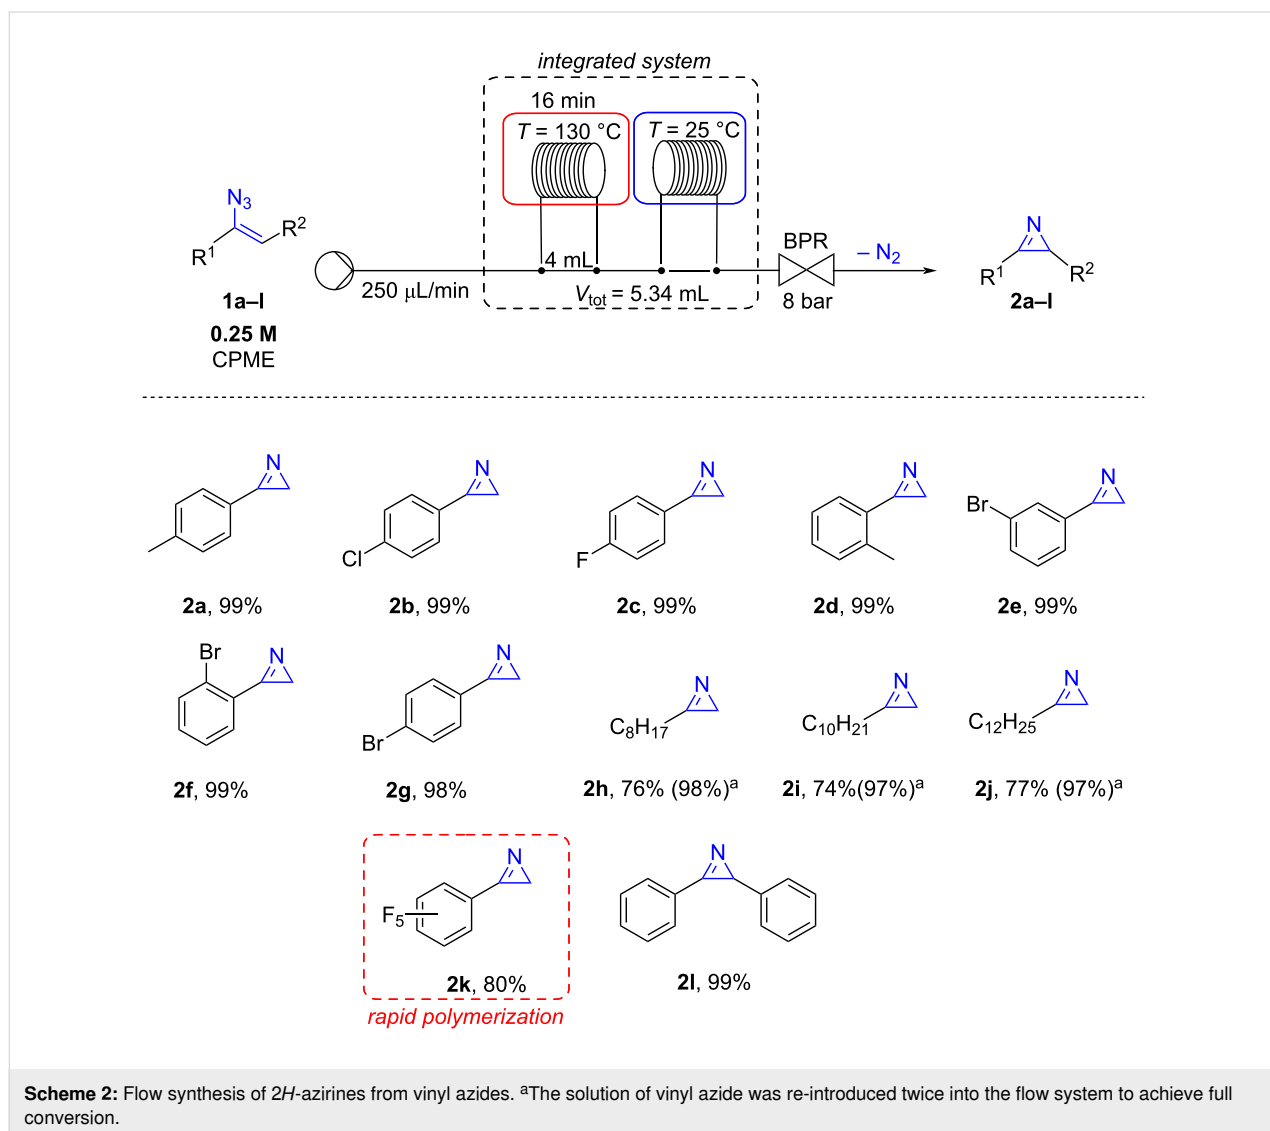 integrated system
16 min
T = 130 °C
T = 25 °C
N3
R1
R2
4 mL
BPR
– N2
N
R1
R2
250 µL/min
Vtot = 5.34 mL
8 bar
1a–l
2a–l
0.25 M
CPME
N
N
Cl
N
F
N
Br
N
2a, 99%
2b, 99%
2c, 99%
2d, 99%
2e, 99%
Br
N
N
Br
N
C8H17
N
C10H21
N
C12H25
2f, 99%
2g, 98%
2h, 76% (98%)a
2i, 74%(97%)a
2j, 77% (97%)a
N
F5
N
2k, 80%
2l, 99%
rapid polymerization
Scheme 2: Flow synthesis of 2H-azirines from vinyl azides. aThe solution of vinyl azide was re-introduced twice into the flow system to achieve full
conversion.